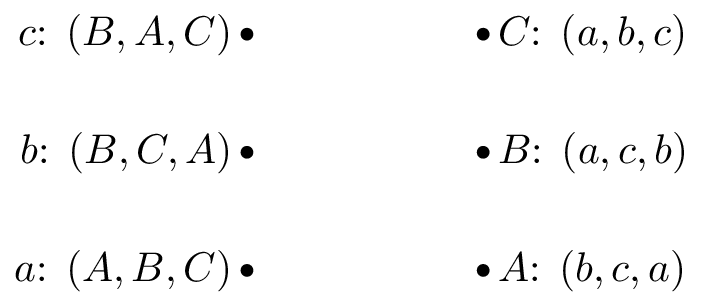 c: (B, A, C) • • C: (a, b, c)
b: (B, C, A) • • B: (a, c, b)
a: (A, B, C) • • A: (b, c, a)